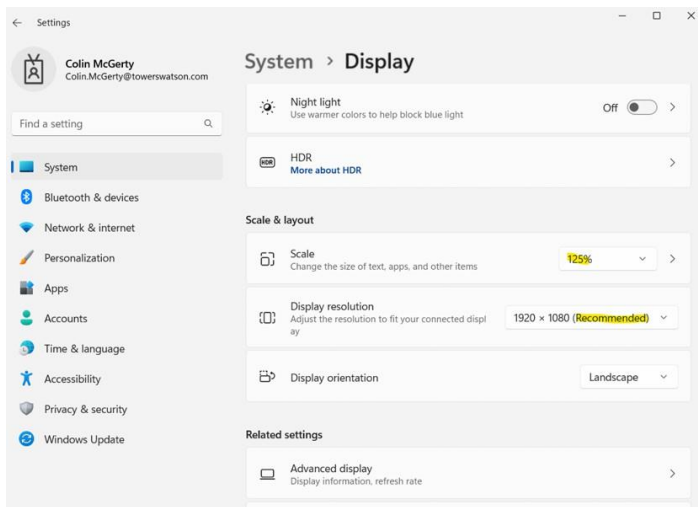 Settings
Colin McGerty
Colin.McGerty@towerswatson.com
Find a setting
System
Bluetooth & devices
Network & internet
Personalization
Apps
Accounts
Time & language
Accessibility
Privacy & security
Windows Update
System > Display
Night light
Use warmer colors to help block blue light
Off
HDR
HDR
More about HDR
Scale & layout
Scale
Change the size of text, apps, and other items
125%
Display resolution
Adjust the resolution to fit your connected displ
ay
1920 × 1080 (Recommended)
Display orientation
Landscape
Related settings
Advanced display
Display information, refresh rate